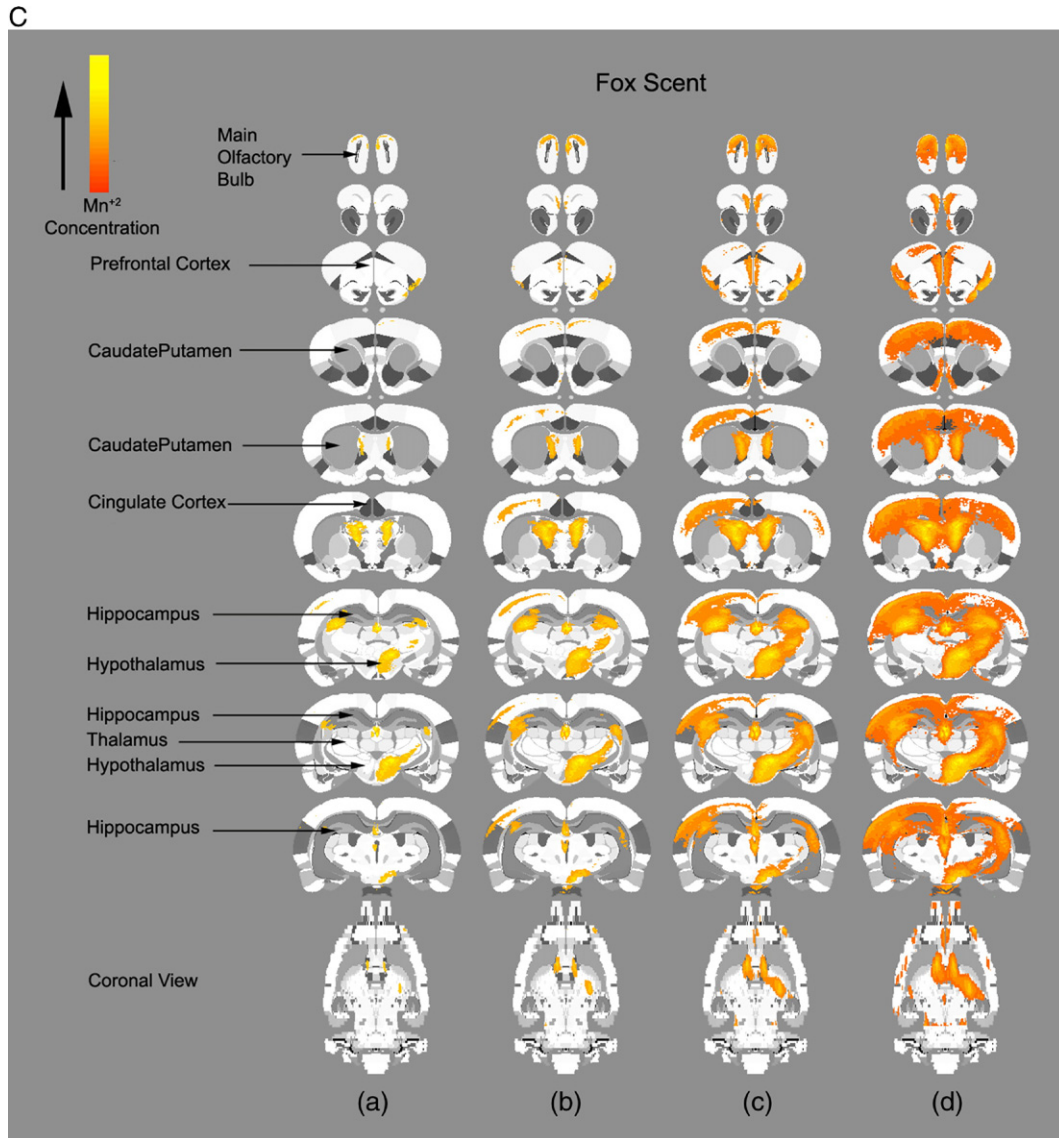 C
Fox Scent
Mn+2
Concentration
Main
Olfactory
Bulb
Prefrontal Cortex
CaudatePutamen
CaudatePutamen
Cingulate Cortex
Hippocampus
Hypothalamus
Hippocampus
Thalamus
Hypothalamus
Hippocampus
Coronal View
(a) (b) (c) (d)